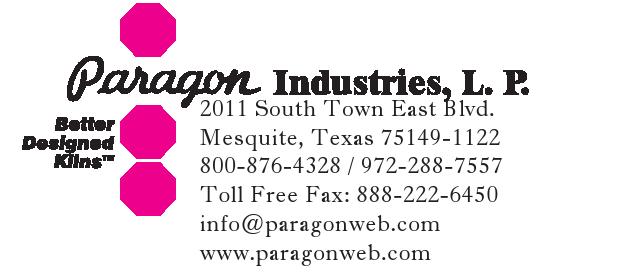 Paragon Industries, L. P.
Better
Designed
Kilns™
2011 South Town East Blvd.
Mesquite, Texas 75149-1122
800-876-4328 / 972-288-7557
Toll Free Fax: 888-222-6450
info@paragonweb.com
www.paragonweb.com